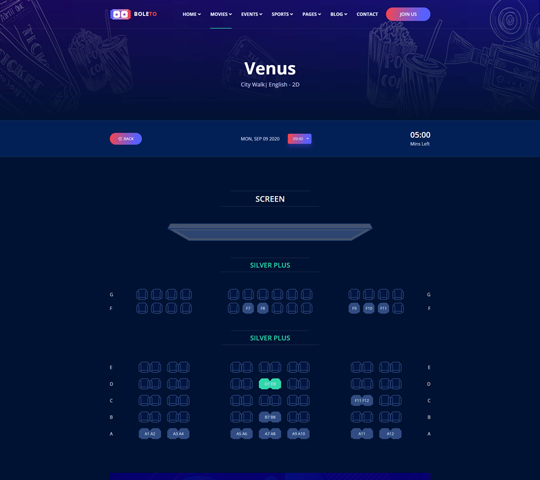 BOLETO
HOME MOVIES EVENTS SPORTS PAGES BLOG CONTACT JOIN US
Venus
City Walk| English - 2D
BACK
MON, SEP 09 2020
09:40
05:00
Mins Left
SCREEN
SILVER PLUS
G G
F F7 F8 F9 F10 F11 F
SILVER PLUS
E E
D D
C F11 F12 C
B B7 B8 B
A A1 A2 A3 A4 A5 A6 A7 A8 A9 A10 A11 A12 A